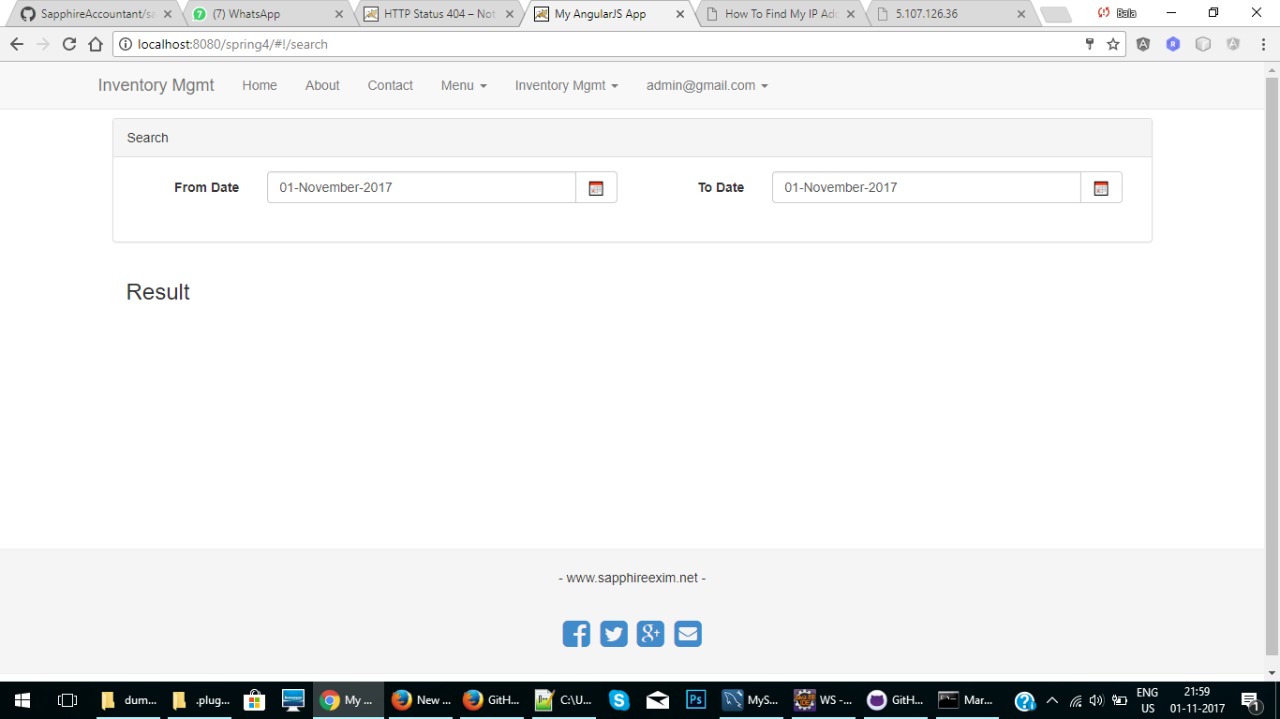 SapphireAccountant/sa
(7) WhatsApp
HTTP Status 404 – Not
My AngularJS App
How To Find My IP Add
5.107.126.36
Bala
localhost:8080/spring4/#!/search
Inventory Mgmt Home About Contact Menu Inventory Mgmt admin@gmail.com
Search
From Date 01-November-2017 To Date 01-November-2017
Result
- www.sapphireexim.net -
dum... .plug... My ... New ... GitH... C:\U... MyS... WS -... GitH... Mar...
ENG
US
21:59
01-11-2017
1